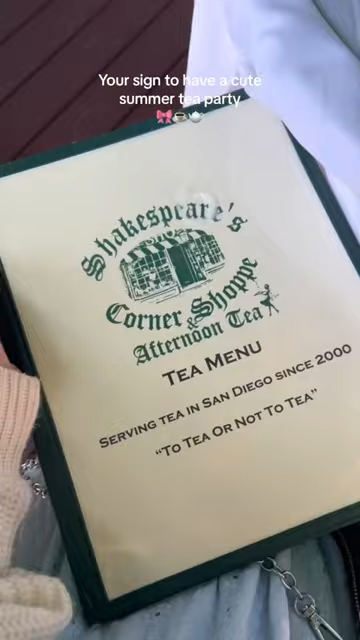 Your sign to have a cute
summer tea party
🎀☕🫖
Shakespeare's
Corner Shoppe
&
Afternoon Tea
TEA MENU
SERVING TEA IN SAN DIEGO SINCE 2000
"TO TEA OR NOT TO TEA"